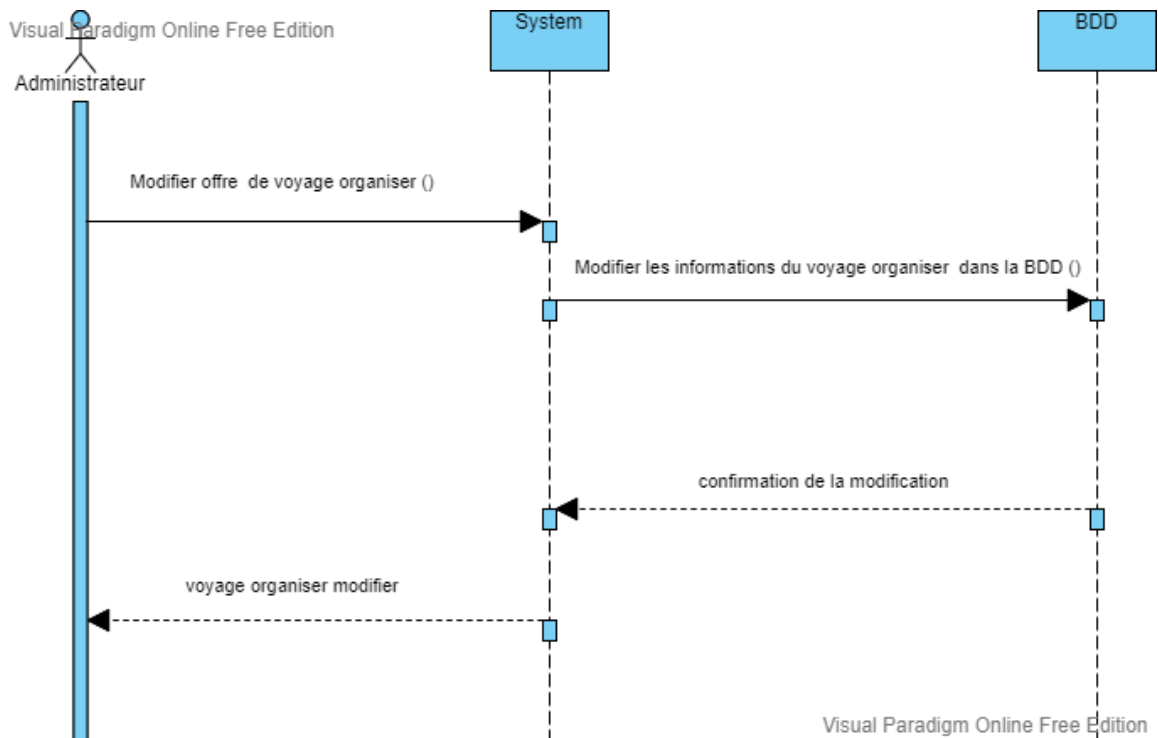 Visual Paradigm Online Free Edition
System
BDD
Administrateur
Modifier offre de voyage organiser ()
Modifier les informations du voyage organiser dans la BDD ()
confirmation de la modification
voyage organiser modifier
Visual Paradigm Online Free Edition